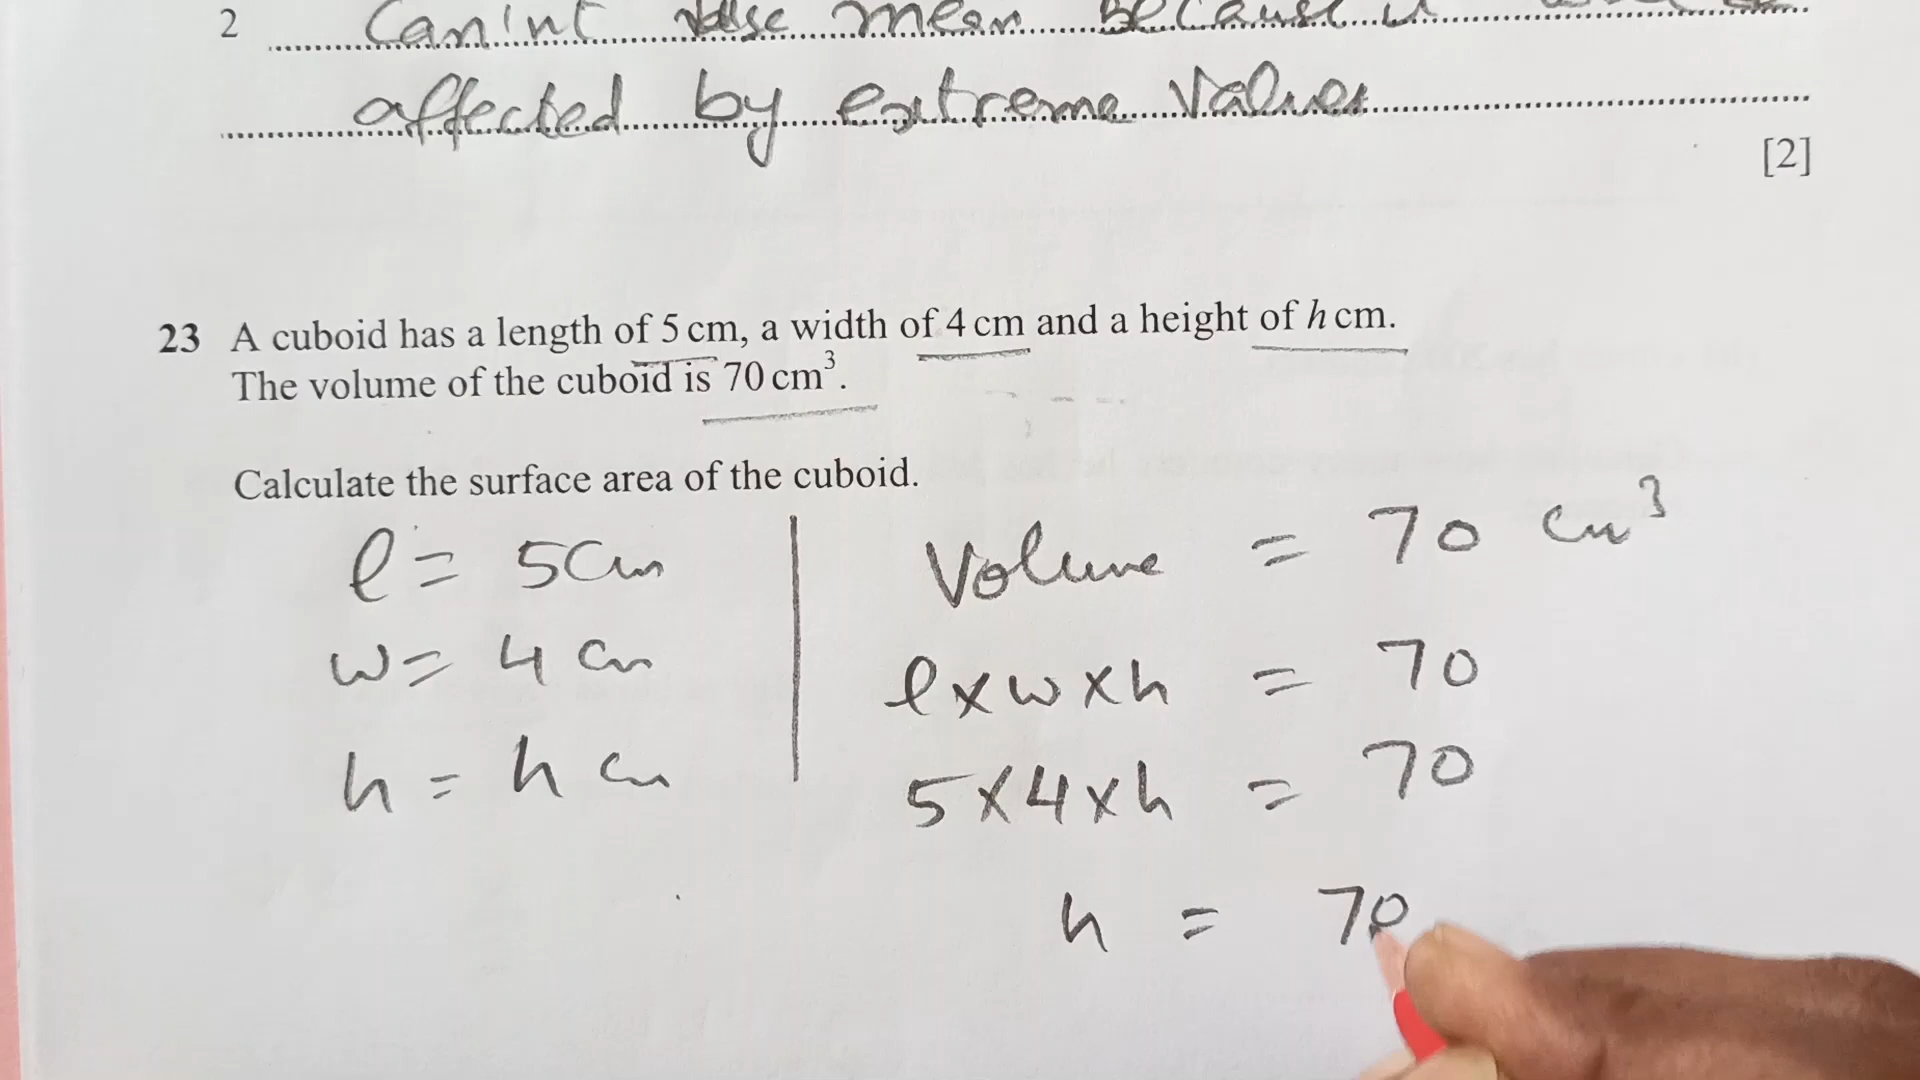 2 Can'nt use mean because
affected by extreme values
[2]
23 A cuboid has a length of 5 cm, a width of 4 cm and a height of h cm.
The volume of the cuboid is 70 cm³.
Calculate the surface area of the cuboid.
l = 5cm
w = 4 cm
h = h cm
Volume = 70 cm³
l x w x h = 70
5 x 4 x h = 70
h = 70